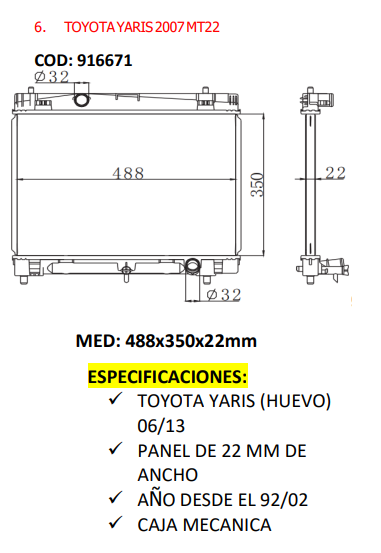 6. TOYOTA YARIS 2007 MT22
COD: 916671
Ø32
488
350
22
Ø32
MED: 488x350x22mm
ESPECIFICACIONES:
✓ TOYOTA YARIS (HUEVO)
06/13
✓ PANEL DE 22 MM DE
ANCHO
✓ AÑO DESDE EL 92/02
✓ CAJA MECANICA